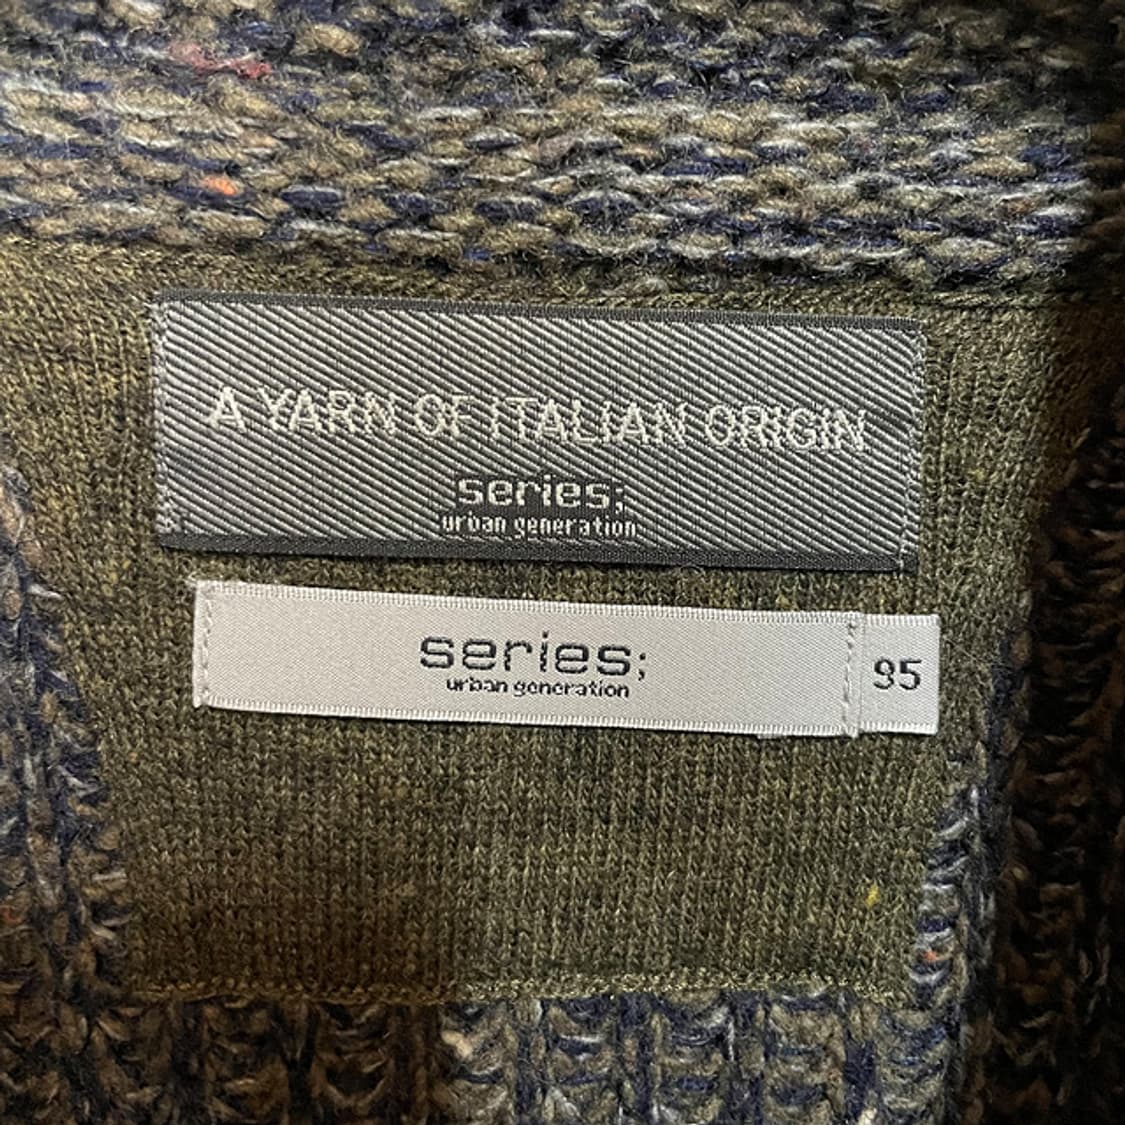 A YARN OF ITALIAN ORIGIN
series;
urban generation
series;
urban generation
95